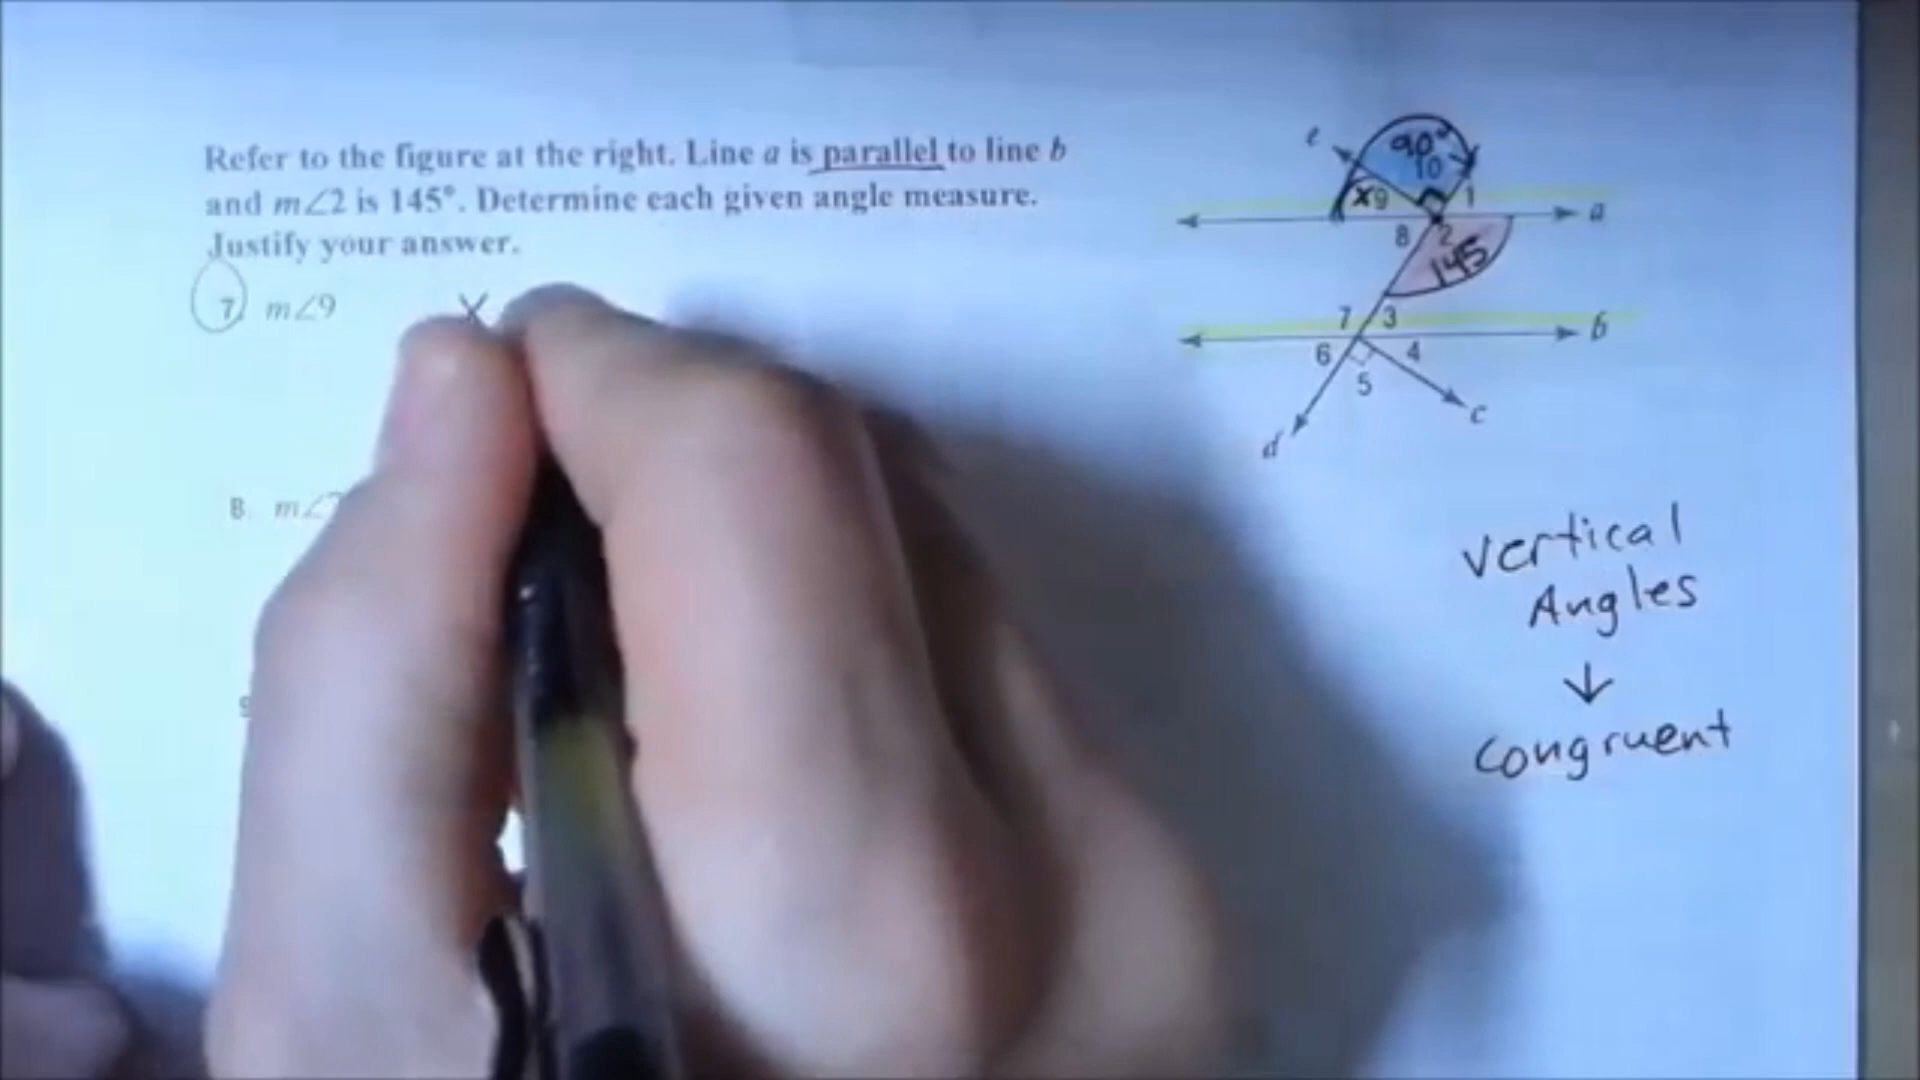 Refer to the figure at the right. Line a is parallel to line b
and m∠2 is 145°. Determine each given angle measure.
Justify your answer.
7. m∠9
x
8. m∠
9
e
90°
10
x9
1
a
8
2
145
7
3
b
6
4
5
c
d
Vertical
Angles
↓
Congruent